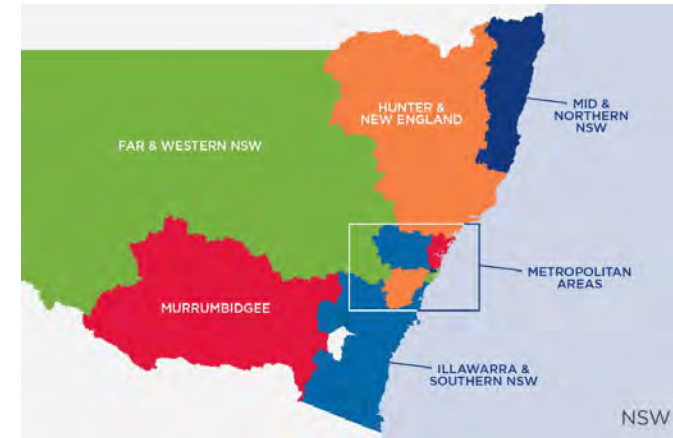 HUNTER &
NEW ENGLAND
MID &
NORTHERN
NSW
FAR & WESTERN NSW
METROPOLITAN
AREAS
MURRUMBIDGEE
ILLAWARRA &
SOUTHERN NSW
NSW